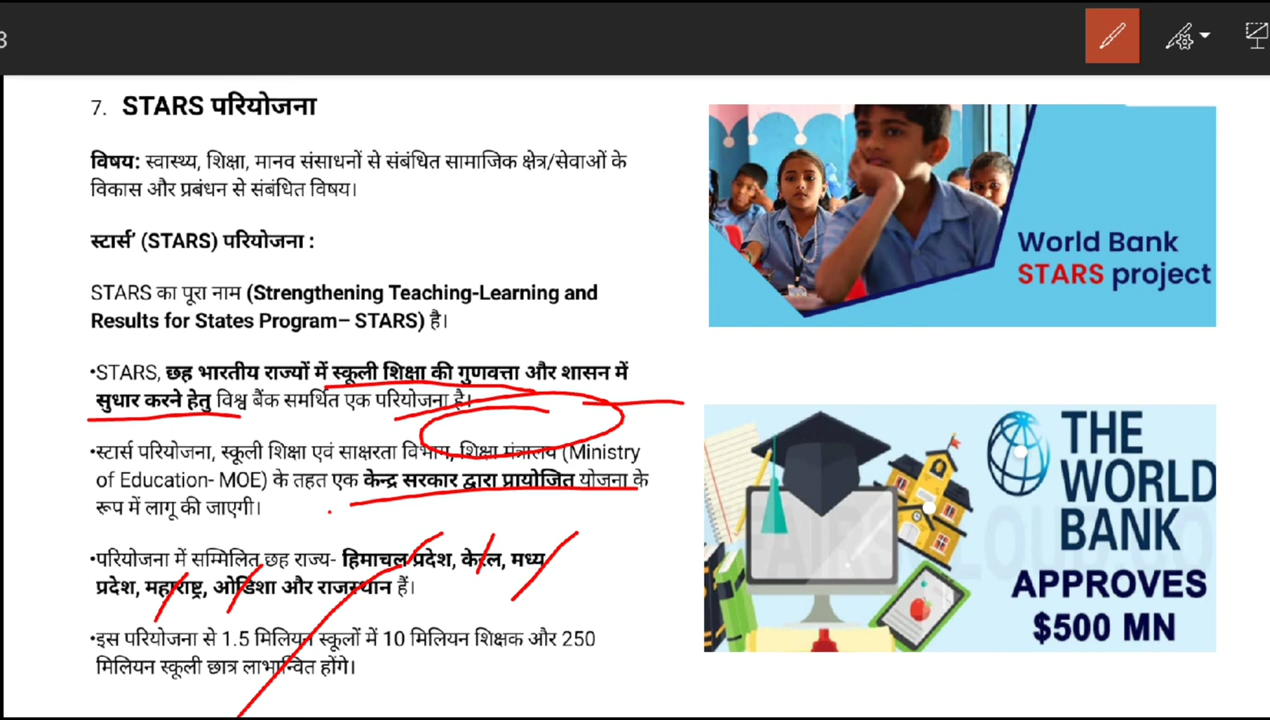 3
7. STARS परियोजना
विषय: स्वास्थ्य, शिक्षा, मानव संसाधनों से संबंधित सामाजिक क्षेत्र/सेवाओं के
विकास और प्रबंधन से संबंधित विषय।
स्टार्स’ (STARS) परियोजना :
STARS का पूरा नाम (Strengthening Teaching-Learning and
Results for States Program– STARS) है।
•STARS, छह भारतीय राज्यों में स्कूली शिक्षा की गुणवत्ता और शासन में
सुधार करने हेतु विश्व बैंक समर्थित एक परियोजना है।
•स्टार्स परियोजना, स्कूली शिक्षा एवं साक्षरता विभाग, शिक्षा मंत्रालय (Ministry
of Education- MOE) के तहत एक केन्द्र सरकार द्वारा प्रायोजित योजना के
रूप में लागू की जाएगी।
•परियोजना में सम्मिलित छह राज्य- हिमाचल प्रदेश, केरल, मध्य
प्रदेश, महाराष्ट्र, ओडिशा और राजस्थान हैं।
•इस परियोजना से 1.5 मिलियन स्कूलों में 10 मिलियन शिक्षक और 250
मिलियन स्कूली छात्र लाभान्वित होंगे।
World Bank
STARS project
THE
WORLD
BANK
APPROVES
$500 MN